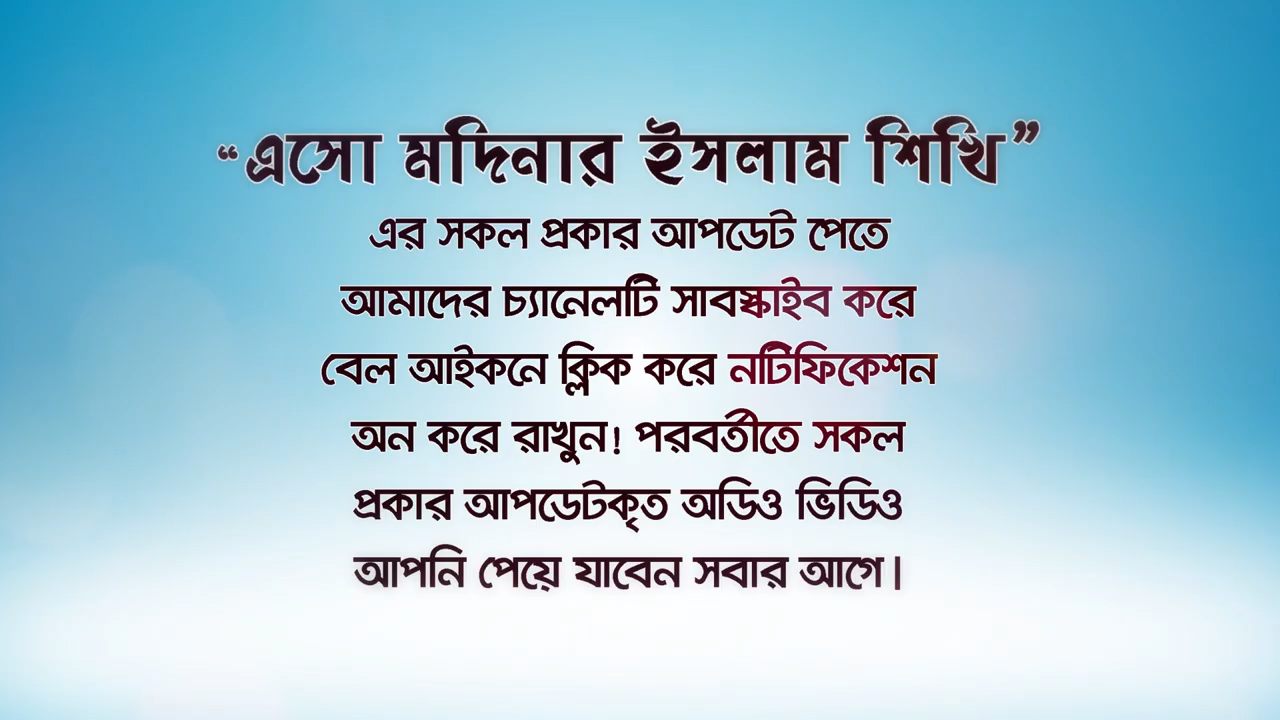 “এসো মদিনার ইসলাম শিখি”
এর সকল প্রকার আপডেট পেতে
আমাদের চ্যানেলটি সাবস্ক্রাইব করে
বেল আইকনে ক্লিক করে নটিফিকেশন
অন করে রাখুন! পরবর্তীতে সকল
প্রকার আপডেটকৃত অডিও ভিডিও
আপনি পেয়ে যাবেন সবার আগে।